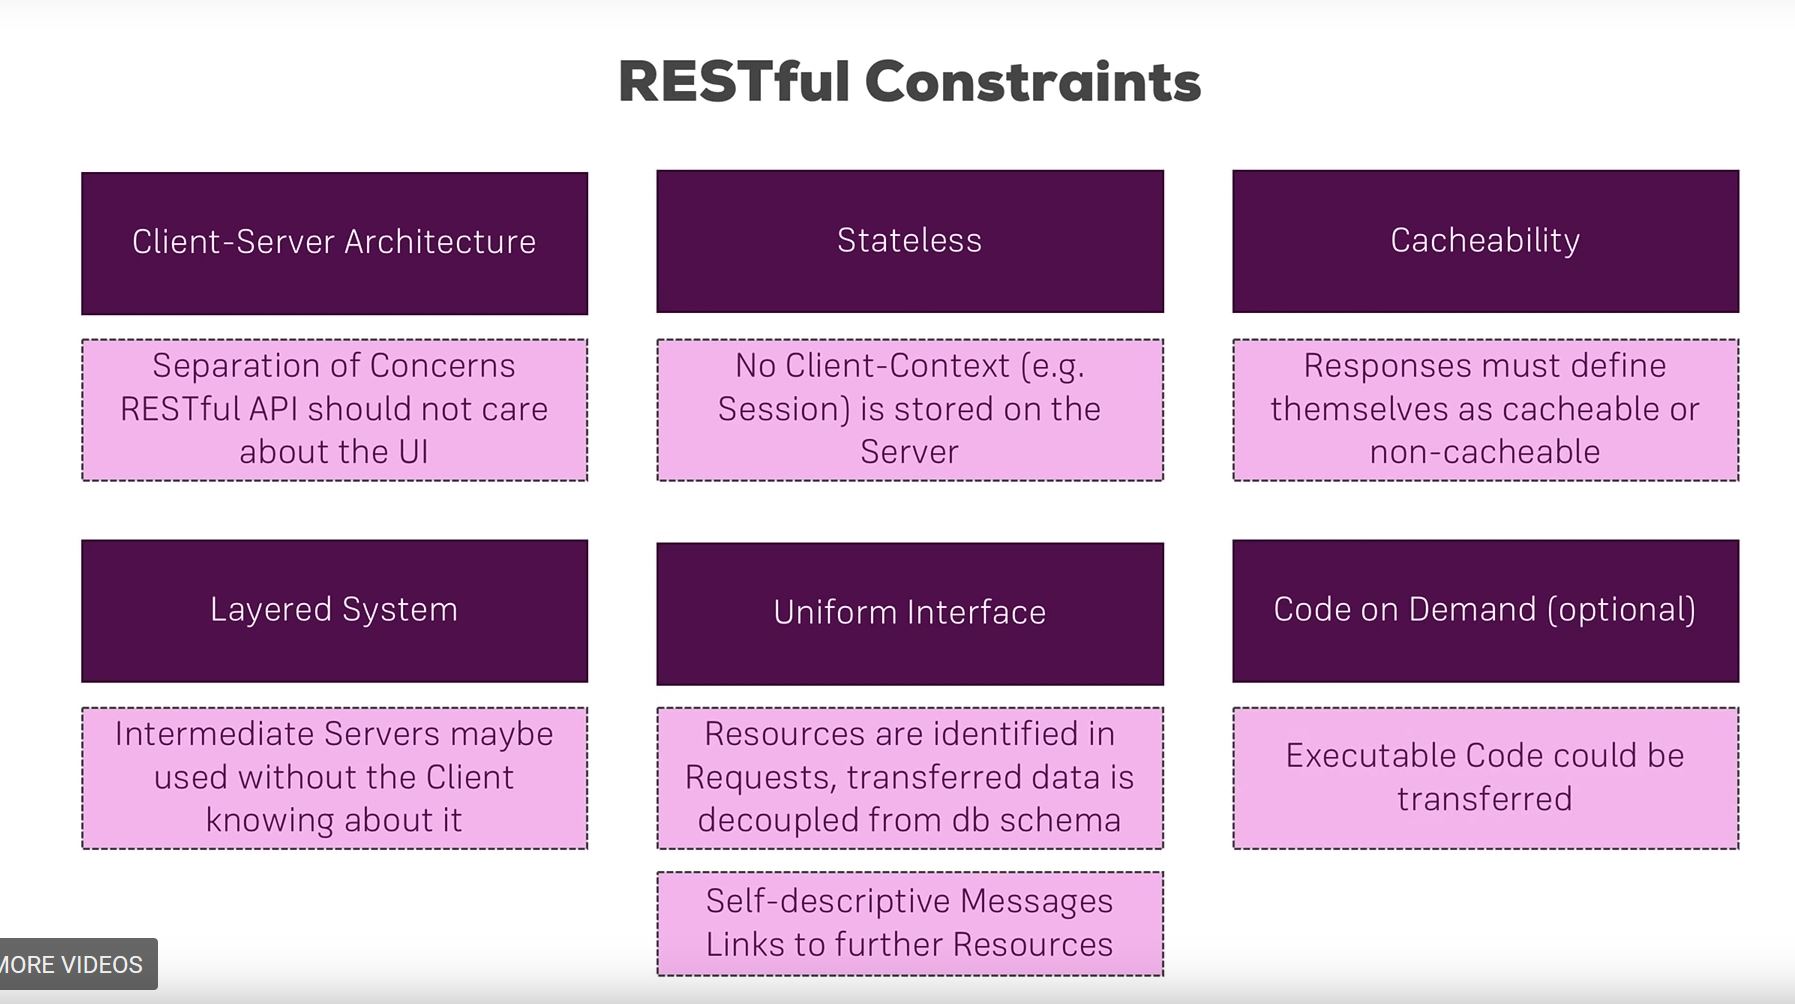 RESTful Constraints
Client-Server Architecture
Separation of Concerns
RESTful API should not care
about the UI
Stateless
No Client-Context (e.g.
Session) is stored on the
Server
Cacheability
Responses must define
themselves as cacheable or
non-cacheable
Layered System
Intermediate Servers maybe
used without the Client
knowing about it
Uniform Interface
Resources are identified in
Requests, transferred data is
decoupled from db schema
Self-descriptive Messages
Links to further Resources
Code on Demand (optional)
Executable Code could be
transferred
MORE VIDEOS